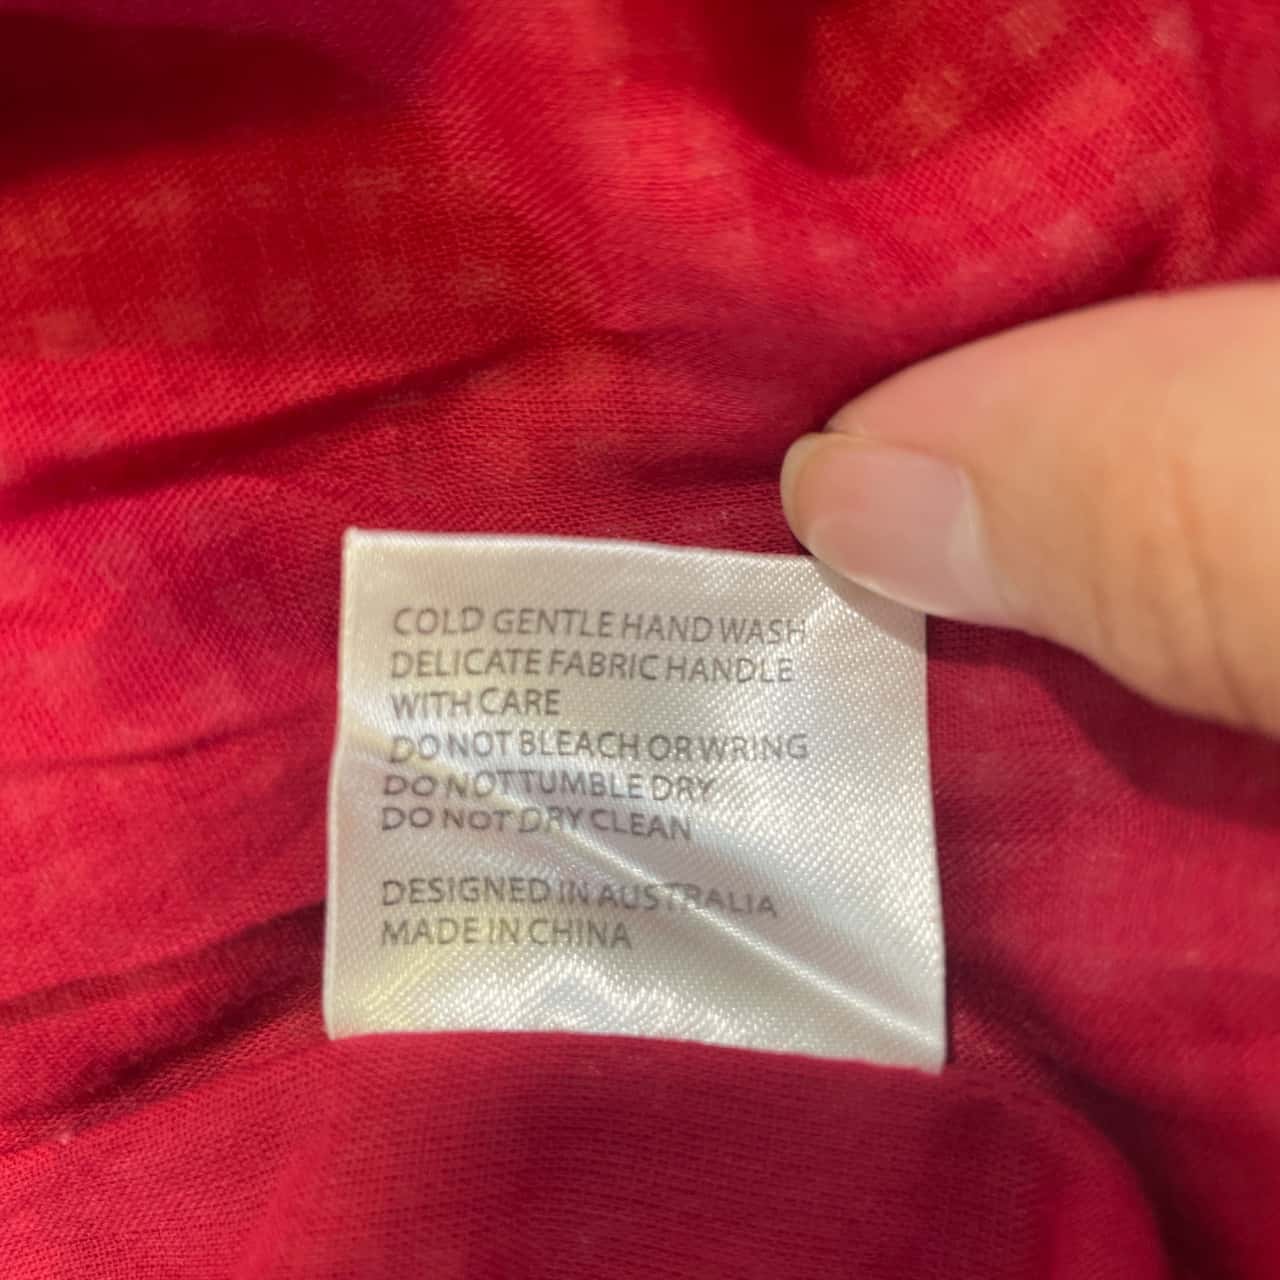 COLD GENTLE HAND WASH
DELICATE FABRIC HANDLE
WITH CARE
DO NOT BLEACH OR WRING
DO NOT TUMBLE DRY
DO NOT DRY CLEAN
DESIGNED IN AUSTRALIA
MADE IN CHINA